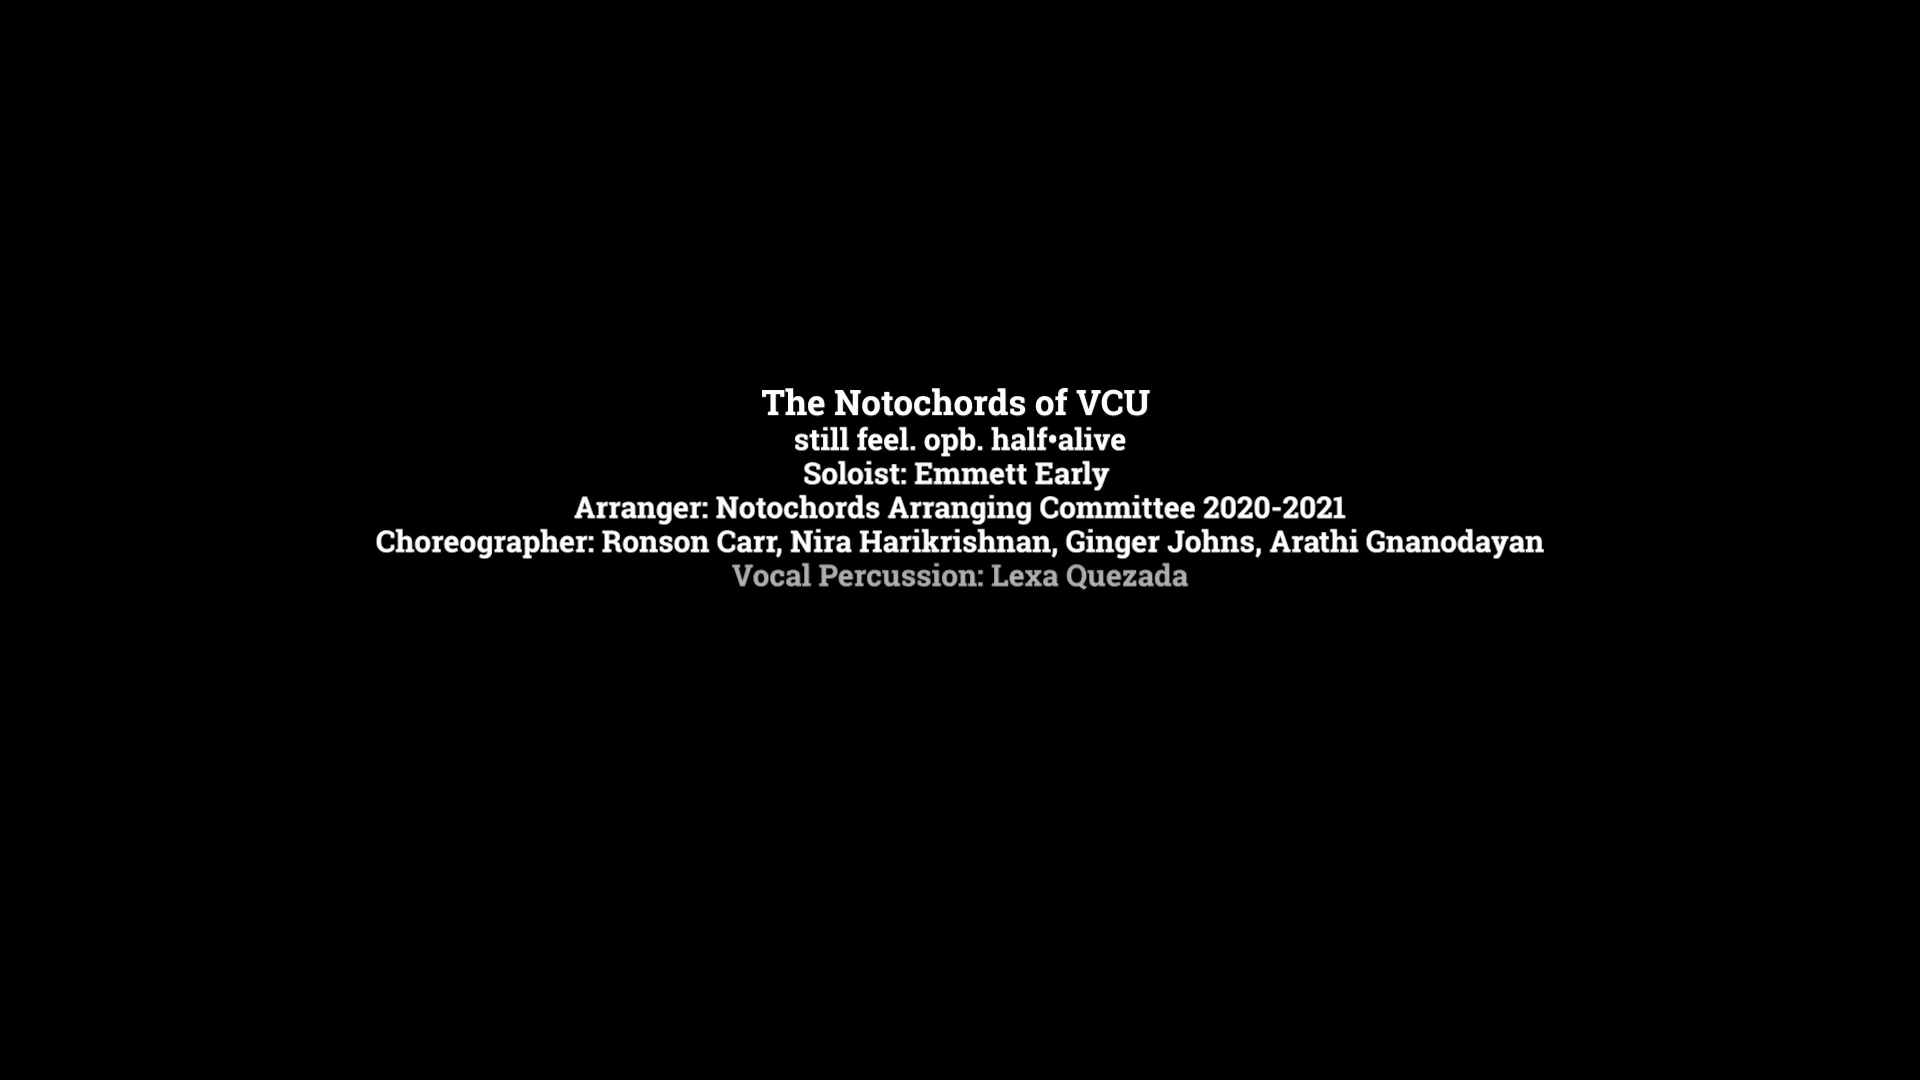 The Notochords of VCU
still feel. opb. half•alive
Soloist: Emmett Early
Arranger: Notochords Arranging Committee 2020-2021
Choreographer: Ronson Carr, Nira Harikrishnan, Ginger Johns, Arathi Gnanodayan
Vocal Percussion: Lexa Quezada